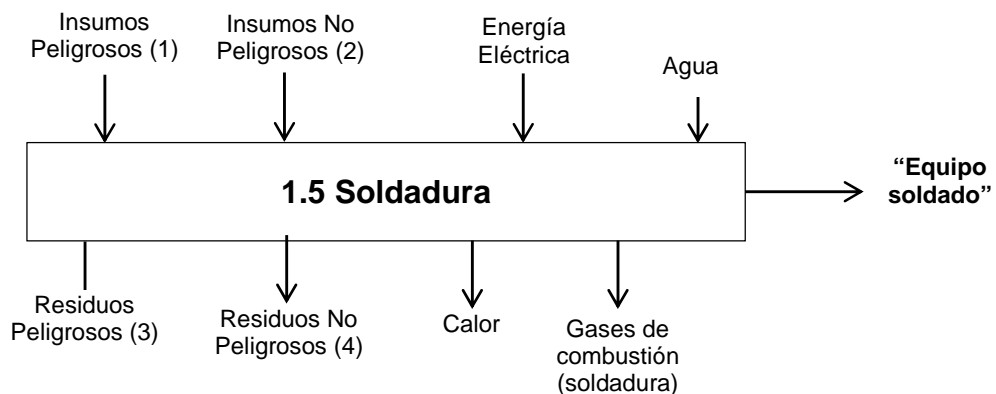 Insumos
Peligrosos (1)
Insumos No
Peligrosos (2)
Energía
Eléctrica
Agua
1.5 Soldadura
“Equipo
soldado”
Residuos
Peligrosos (3)
Residuos No
Peligrosos (4)
Calor
Gases de
combustión
(soldadura)